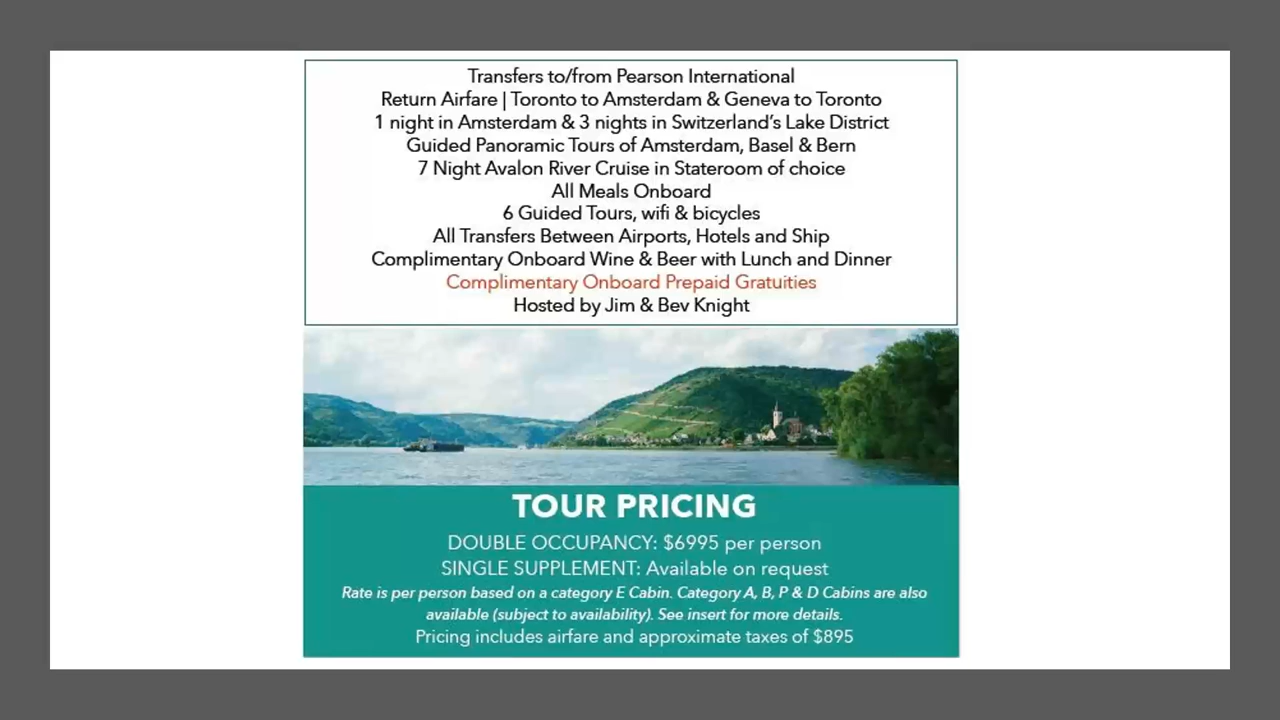 Transfers to/from Pearson International
Return Airfare | Toronto to Amsterdam & Geneva to Toronto
1 night in Amsterdam & 3 nights in Switzerland's Lake District
Guided Panoramic Tours of Amsterdam, Basel & Bern
7 Night Avalon River Cruise in Stateroom of choice
All Meals Onboard
6 Guided Tours, wifi & bicycles
All Transfers Between Airports, Hotels and Ship
Complimentary Onboard Wine & Beer with Lunch and Dinner
Complimentary Onboard Prepaid Gratuities
Hosted by Jim & Bev Knight
TOUR PRICING
DOUBLE OCCUPANCY: $6995 per person
SINGLE SUPPLEMENT: Available on request
Rate is per person based on a category E Cabin. Category A, B, P & D Cabins are also
available (subject to availability). See insert for more details.
Pricing includes airfare and approximate taxes of $895